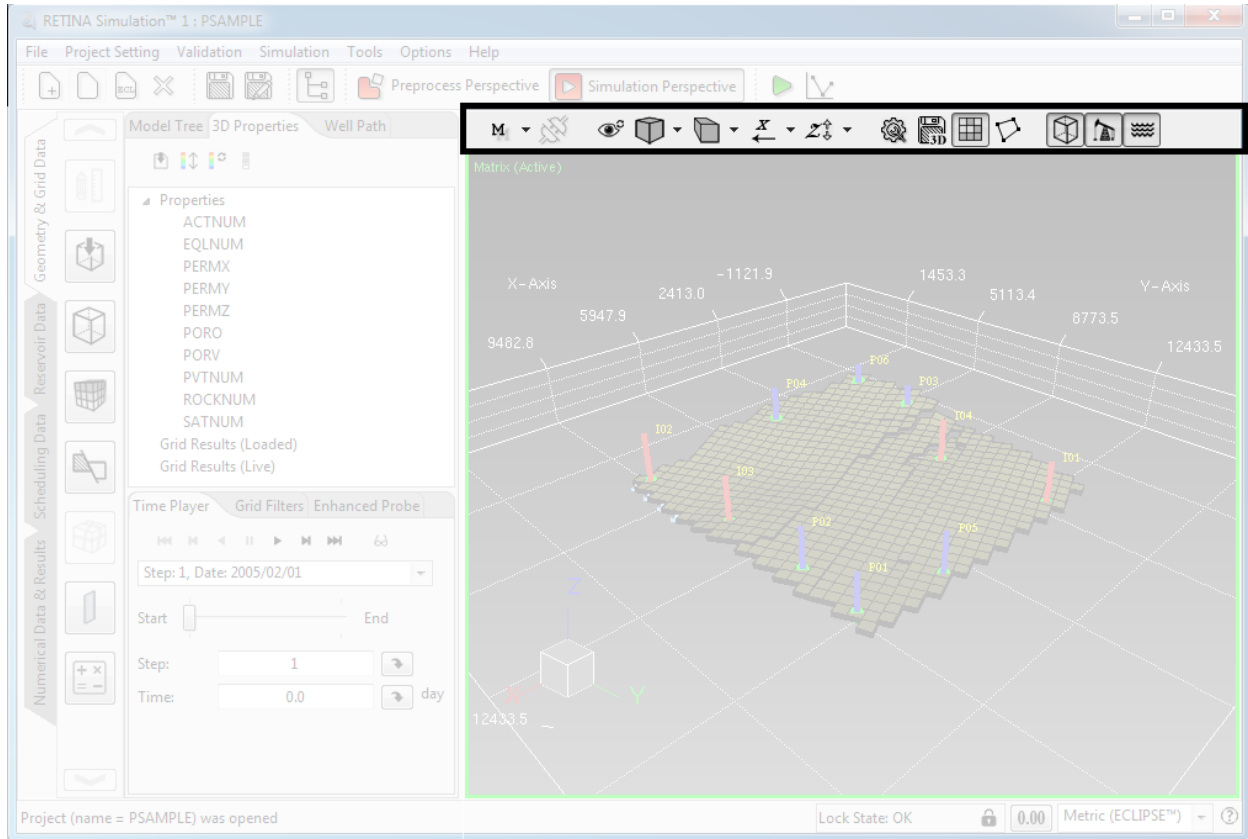 RETINA Simulation™ 1 : PSAMPLE
File Project Setting Validation Simulation Tools Options Help
ECL Preprocess Perspective Simulation Perspective
Model Tree 3D Properties Well Path
M X Z 3D
Geometry & Grid Data
Reservoir Data
Scheduling Data
Numerical Data & Results
Properties
ACTNUM
EQLNUM
PERMX
PERMY
PERMZ
PORO
PORV
PVTNUM
ROCKNUM
SATNUM
Grid Results (Loaded)
Grid Results (Live)
Time Player Grid Filters Enhanced Probe
Step: 1, Date: 2005/02/01
Start End
Step: 1
Time: 0.0 day
Matrix (Active)
-1121.9 1453.3
X-Axis 2413.0 5113.4 Y-Axis
5947.9 8773.5
9482.8 12433.5
P06
P04 P03
I02 I04
I03 I01
P02 P05
P01
Z
X Y
12433.5
Project (name = PSAMPLE) was opened Lock State: OK 0.00 Metric (ECLIPSE™)